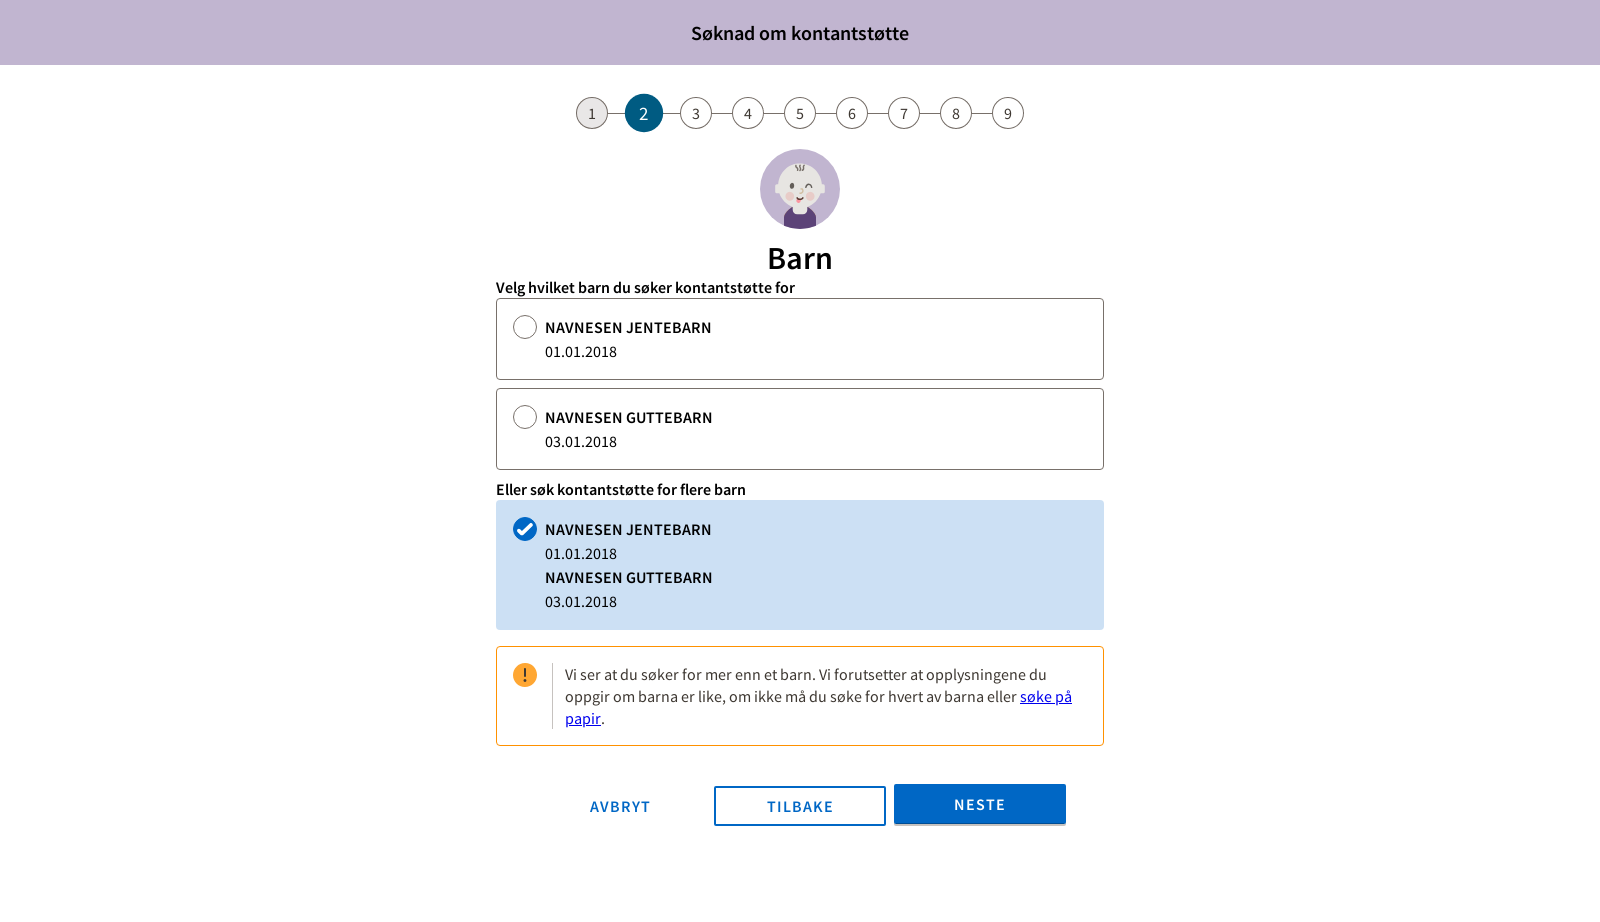 Søknad om kontantstøtte
1 2 3 4 5 6 7 8 9
Barn
Velg hvilket barn du søker kontantstøtte for
NAVNESEN JENTEBARN
01.01.2018
NAVNESEN GUTTEBARN
03.01.2018
Eller søk kontantstøtte for flere barn
NAVNESEN JENTEBARN
01.01.2018
NAVNESEN GUTTEBARN
03.01.2018
Vi ser at du søker for mer enn et barn. Vi forutsetter at opplysningene du
oppgir om barna er like, om ikke må du søke for hvert av barna eller søke på
papir.
AVBRYT TILBAKE NESTE